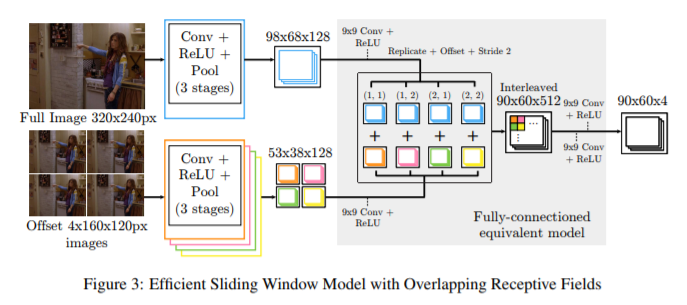 Conv +
ReLU +
Pool
(3 stages)
98x68x128
9x9 Conv +
ReLU
Replicate + Offset + Stride 2
Full Image 320x240px
(1, 1) (1, 2) (2, 1) (2, 2)
+ + + +
Interleaved
90x60x512
9x9 Conv
+ ReLU
90x60x4
...
9x9 Conv
+ ReLU
Conv +
ReLU +
Pool
(3 stages)
53x38x128
9x9 Conv +
ReLU
Offset 4x160x120px
images
Fully-connectioned
equivalent model
Figure 3: Efficient Sliding Window Model with Overlapping Receptive Fields